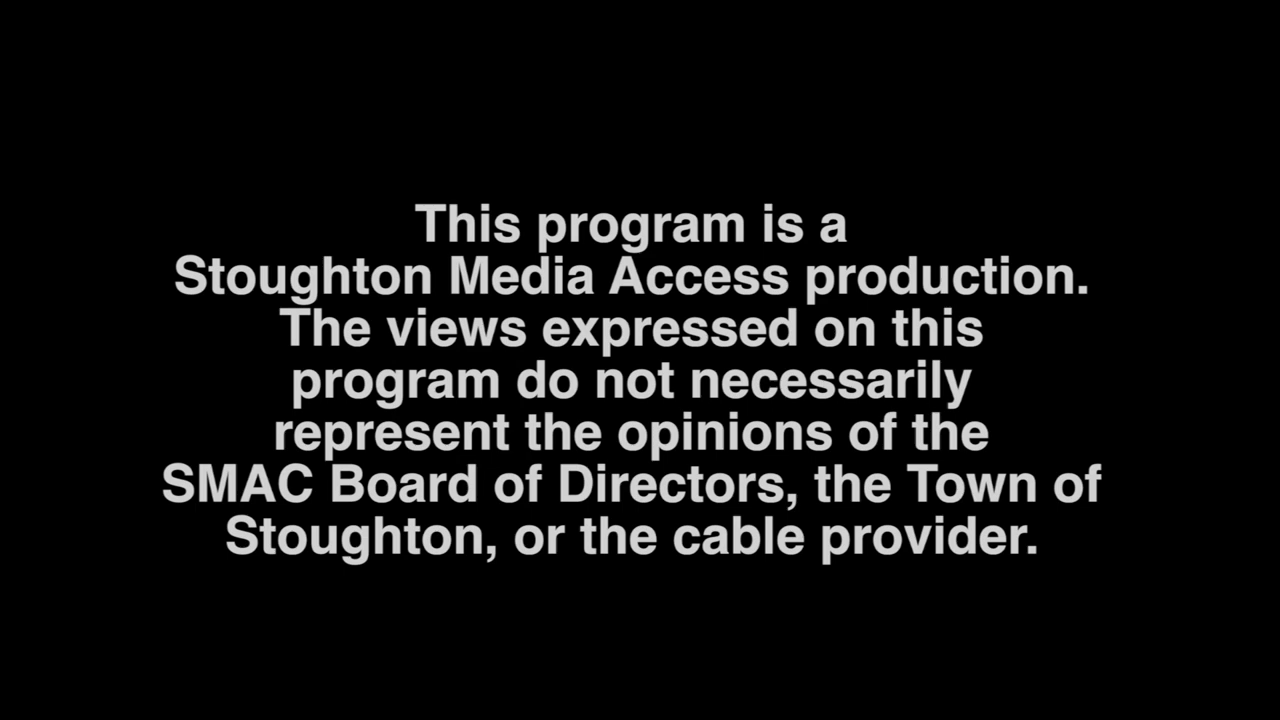 This program is a
Stoughton Media Access production.
The views expressed on this
program do not necessarily
represent the opinions of the
SMAC Board of Directors, the Town of
Stoughton, or the cable provider.